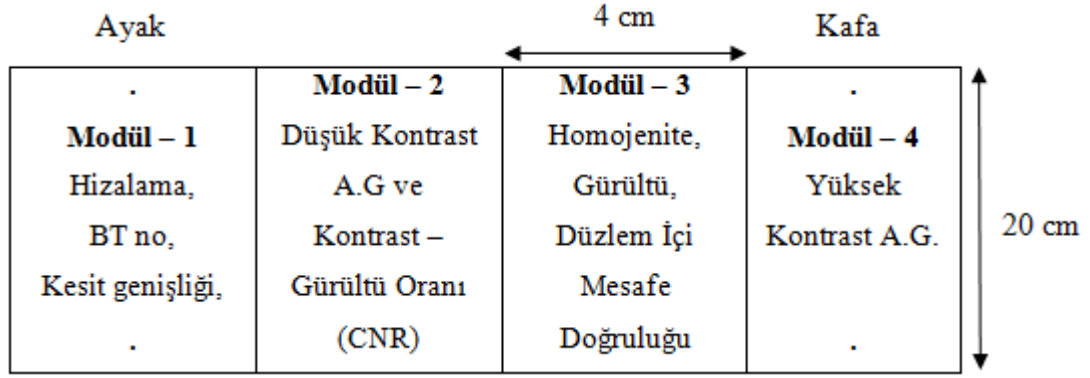 Ayak
4 cm
Kafa
.
Modül – 1
Hizalama,
BT no,
Kesit genişliği,
.
Modül – 2
Düşük Kontrast
A.G ve
Kontrast –
Gürültü Oranı
(CNR)
Modül – 3
Homojenite,
Gürültü,
Düzlem İçi
Mesafe
Doğruluğu
.
Modül – 4
Yüksek
Kontrast A.G.
.
20 cm